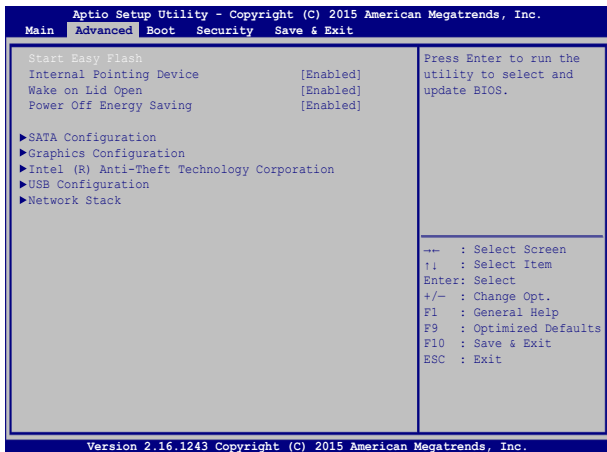 Aptio Setup Utility - Copyright (C) 2015 American Megatrends, Inc.
Main Advanced Boot Security Save & Exit
Start Easy Flash
Internal Pointing Device [Enabled]
Wake on Lid Open [Enabled]
Power Off Energy Saving [Enabled]
▶SATA Configuration
▶Graphics Configuration
▶Intel (R) Anti-Theft Technology Corporation
▶USB Configuration
▶Network Stack
Press Enter to run the
utility to select and
update BIOS.
→← : Select Screen
↑↓ : Select Item
Enter: Select
+/— : Change Opt.
F1 : General Help
F9 : Optimized Defaults
F10 : Save & Exit
ESC : Exit
Version 2.16.1243 Copyright (C) 2015 American Megatrends, Inc.